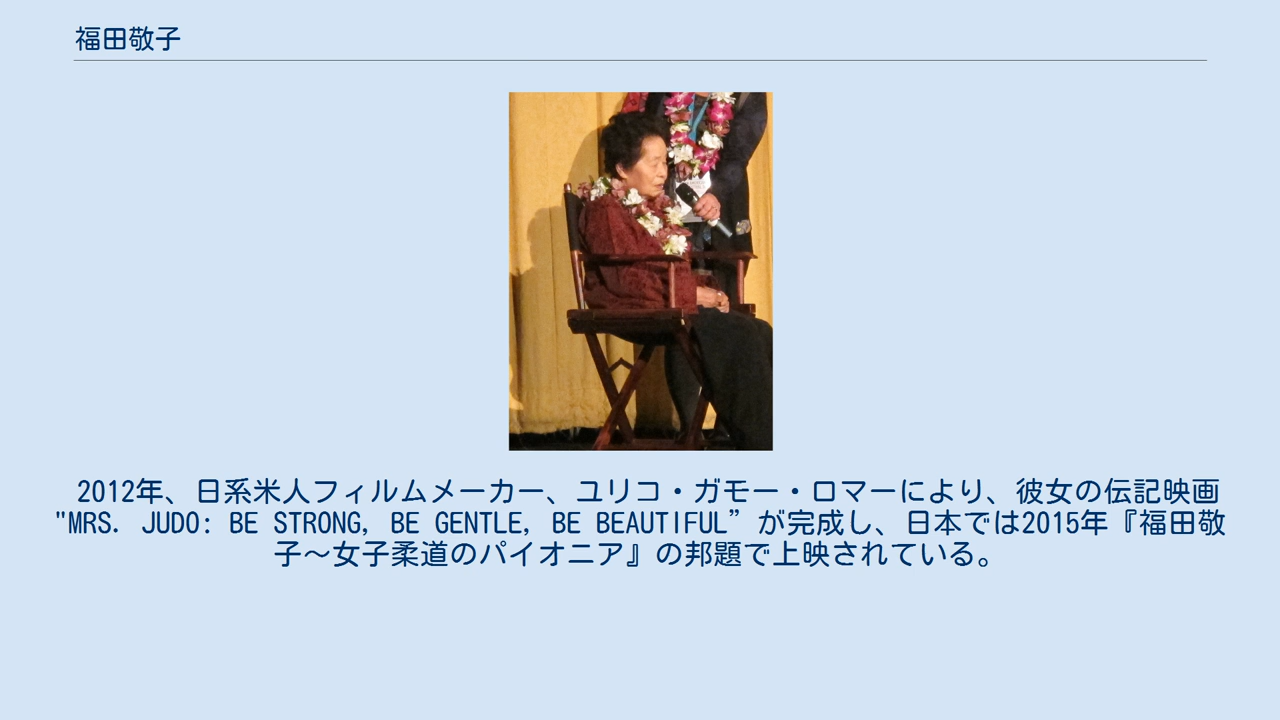 福田敬子
2012年、日系米人フィルムメーカー、ユリコ・ガモー・ロマーにより、彼女の伝記映画
"MRS. JUDO: BE STRONG, BE GENTLE, BE BEAUTIFUL” が完成し、日本では2015年『福田敬
子〜女子柔道のパイオニア』の邦題で上映されている。